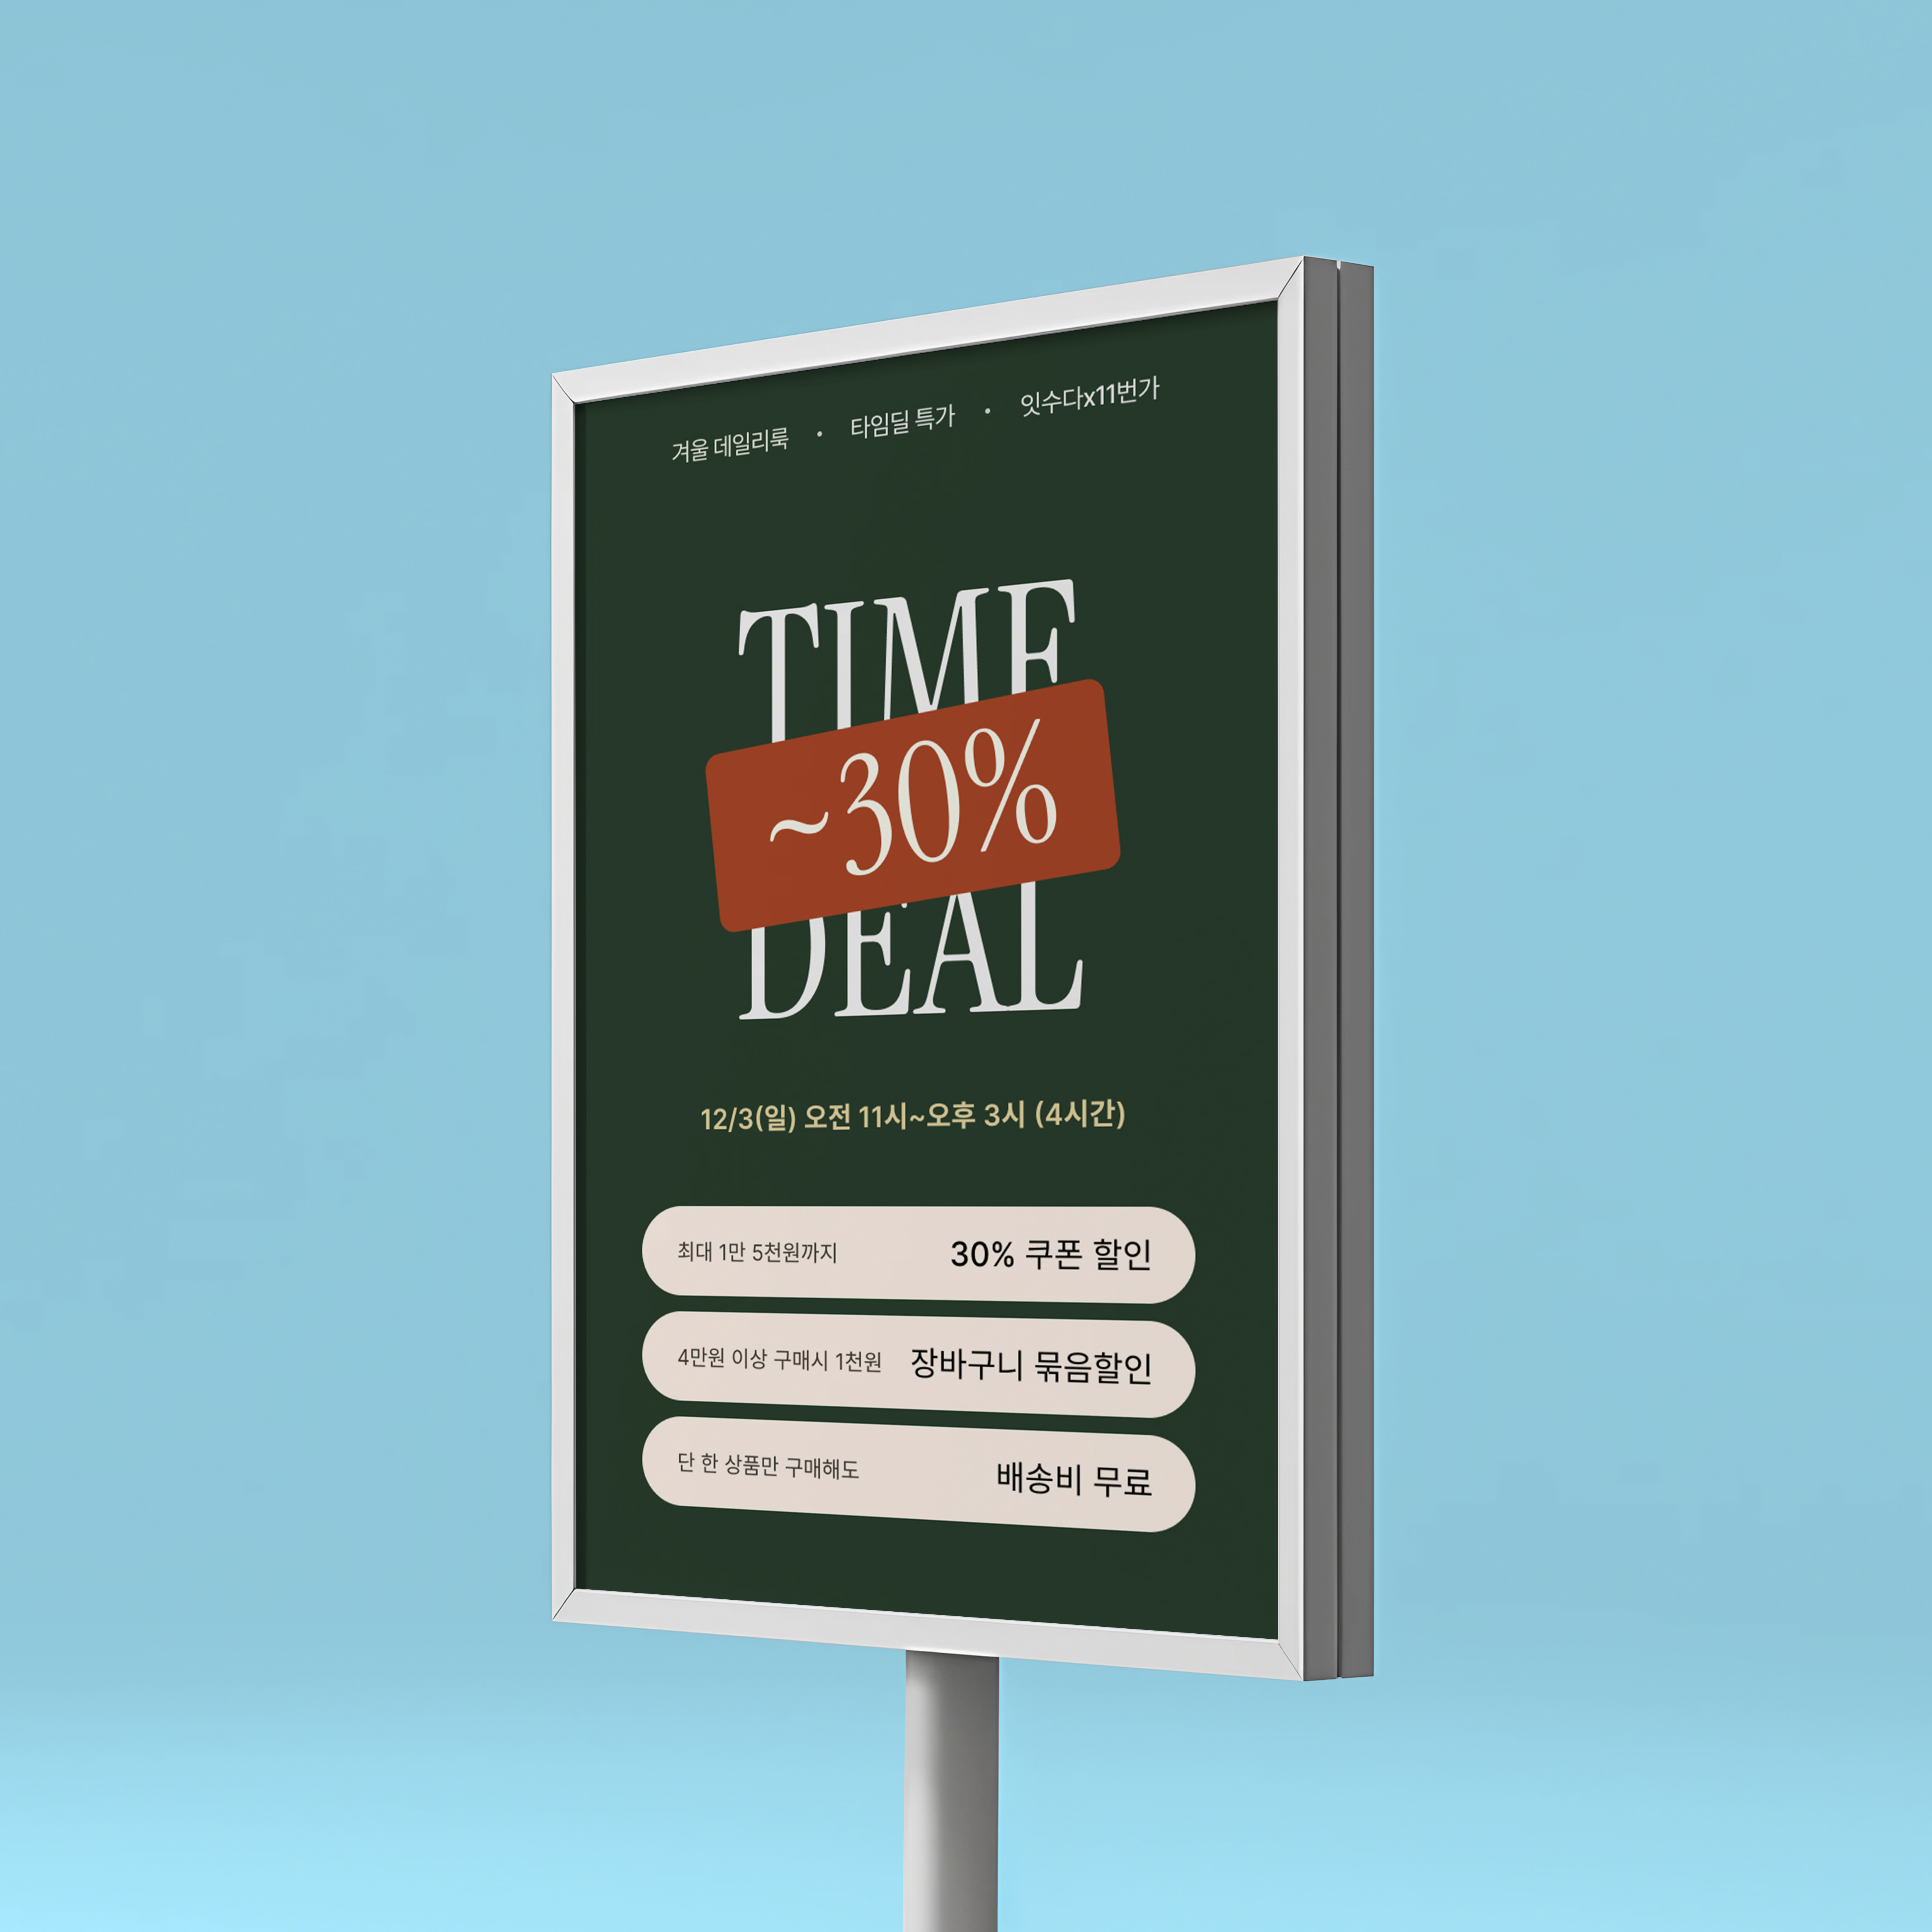 겨울 데일리룩 • 타임딜 특가 • 잇수다x11번가
TIME
~30%
DEAL
12/3(일) 오전 11시~오후 3시 (4시간)
최대 1만 5천원까지 30% 쿠폰 할인
4만원 이상 구매시 1천원 장바구니 묶음할인
단 한 상품만 구매해도 배송비 무료